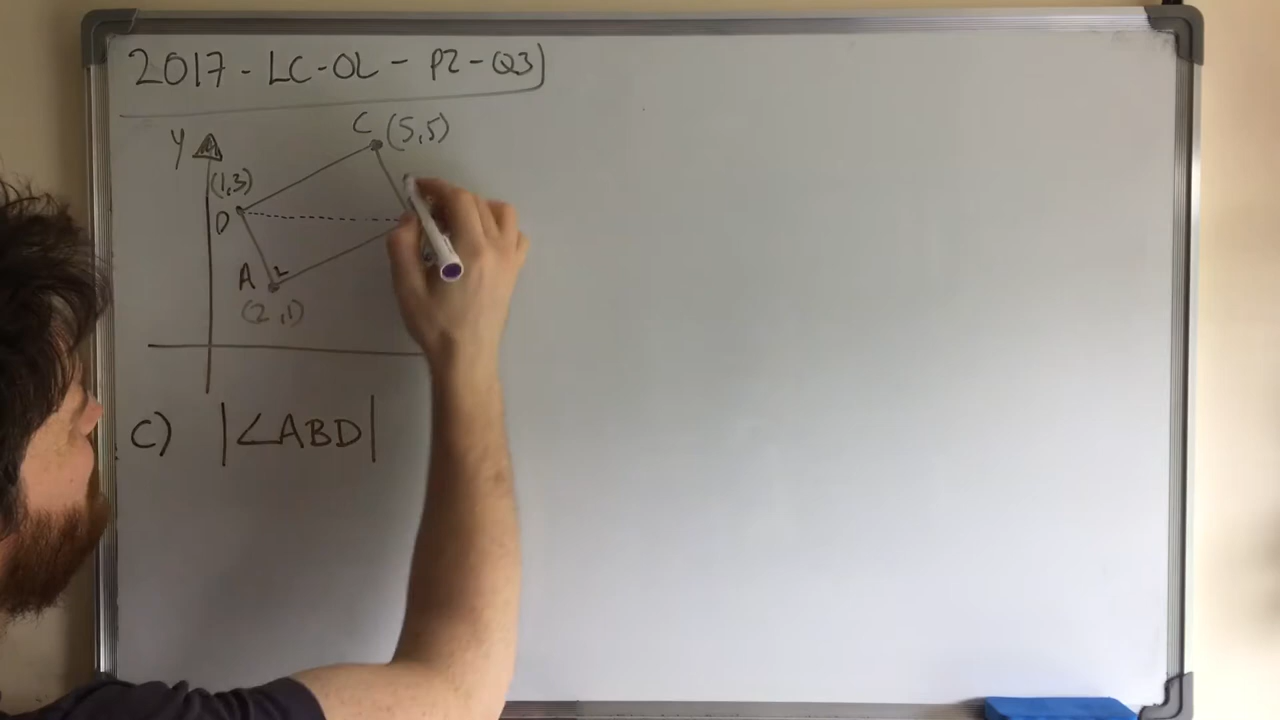 2017 - LC-OL - P2 - Q3
C (5,5)
Y
(1,3)
D
A
(2,1)
C) |∠ABD|